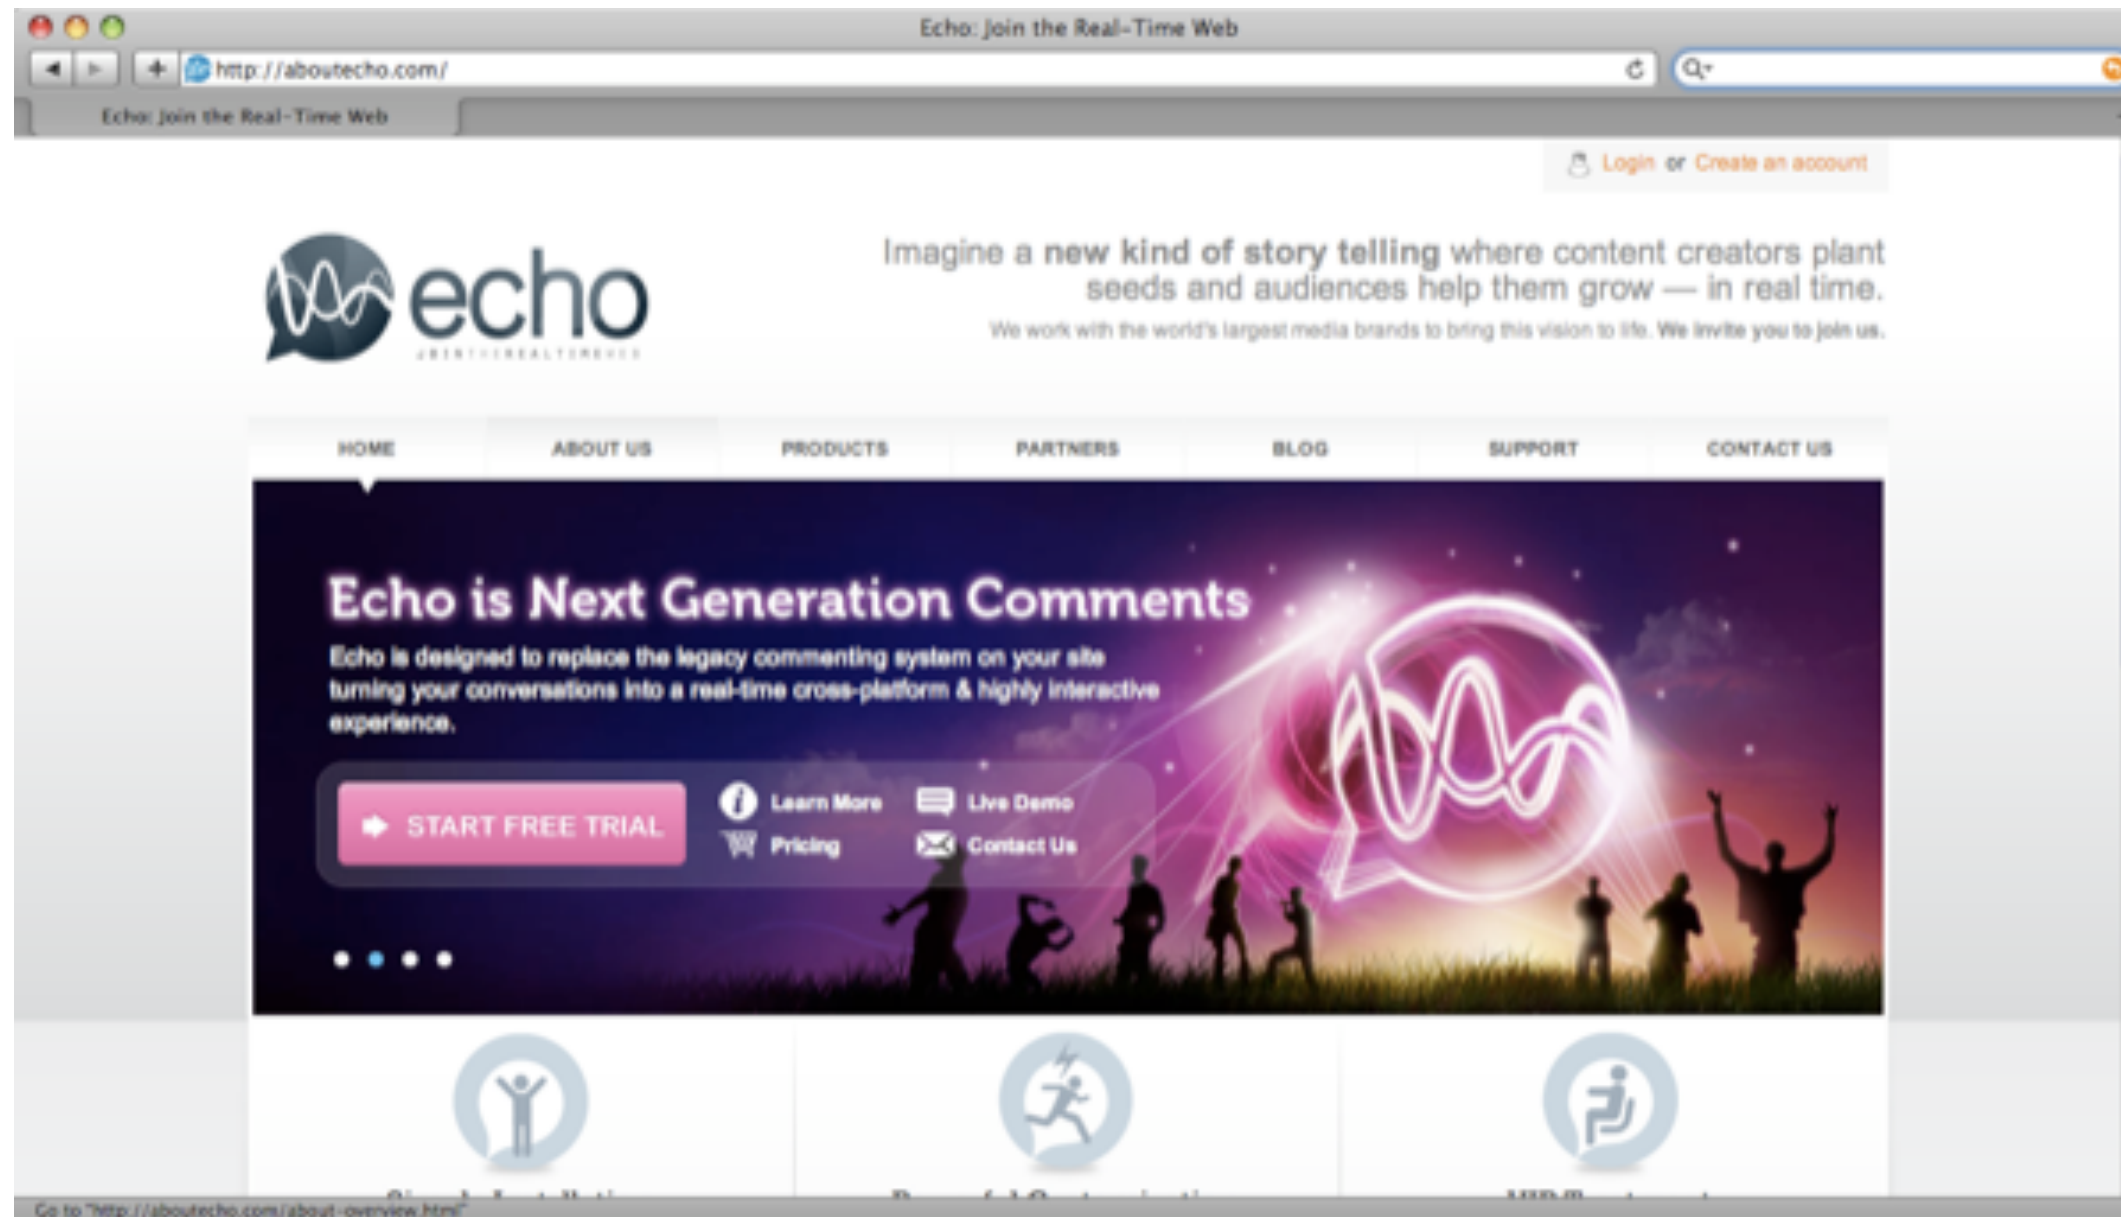 Echo: Join the Real-Time Web
http://aboutecho.com/
Echo: Join the Real-Time Web
Login or Create an account
echo
JOINTHEREALTIMEWEB
Imagine a new kind of story telling where content creators plant
seeds and audiences help them grow — in real time.
We work with the world's largest media brands to bring this vision to life. We invite you to join us.
HOME ABOUT US PRODUCTS PARTNERS BLOG SUPPORT CONTACT US
Echo is Next Generation Comments
Echo is designed to replace the legacy commenting system on your site
turning your conversations into a real-time cross-platform & highly interactive
experience.
START FREE TRIAL
Learn More Live Demo
Pricing Contact Us
Go to "http://aboutecho.com/about-overview.html"